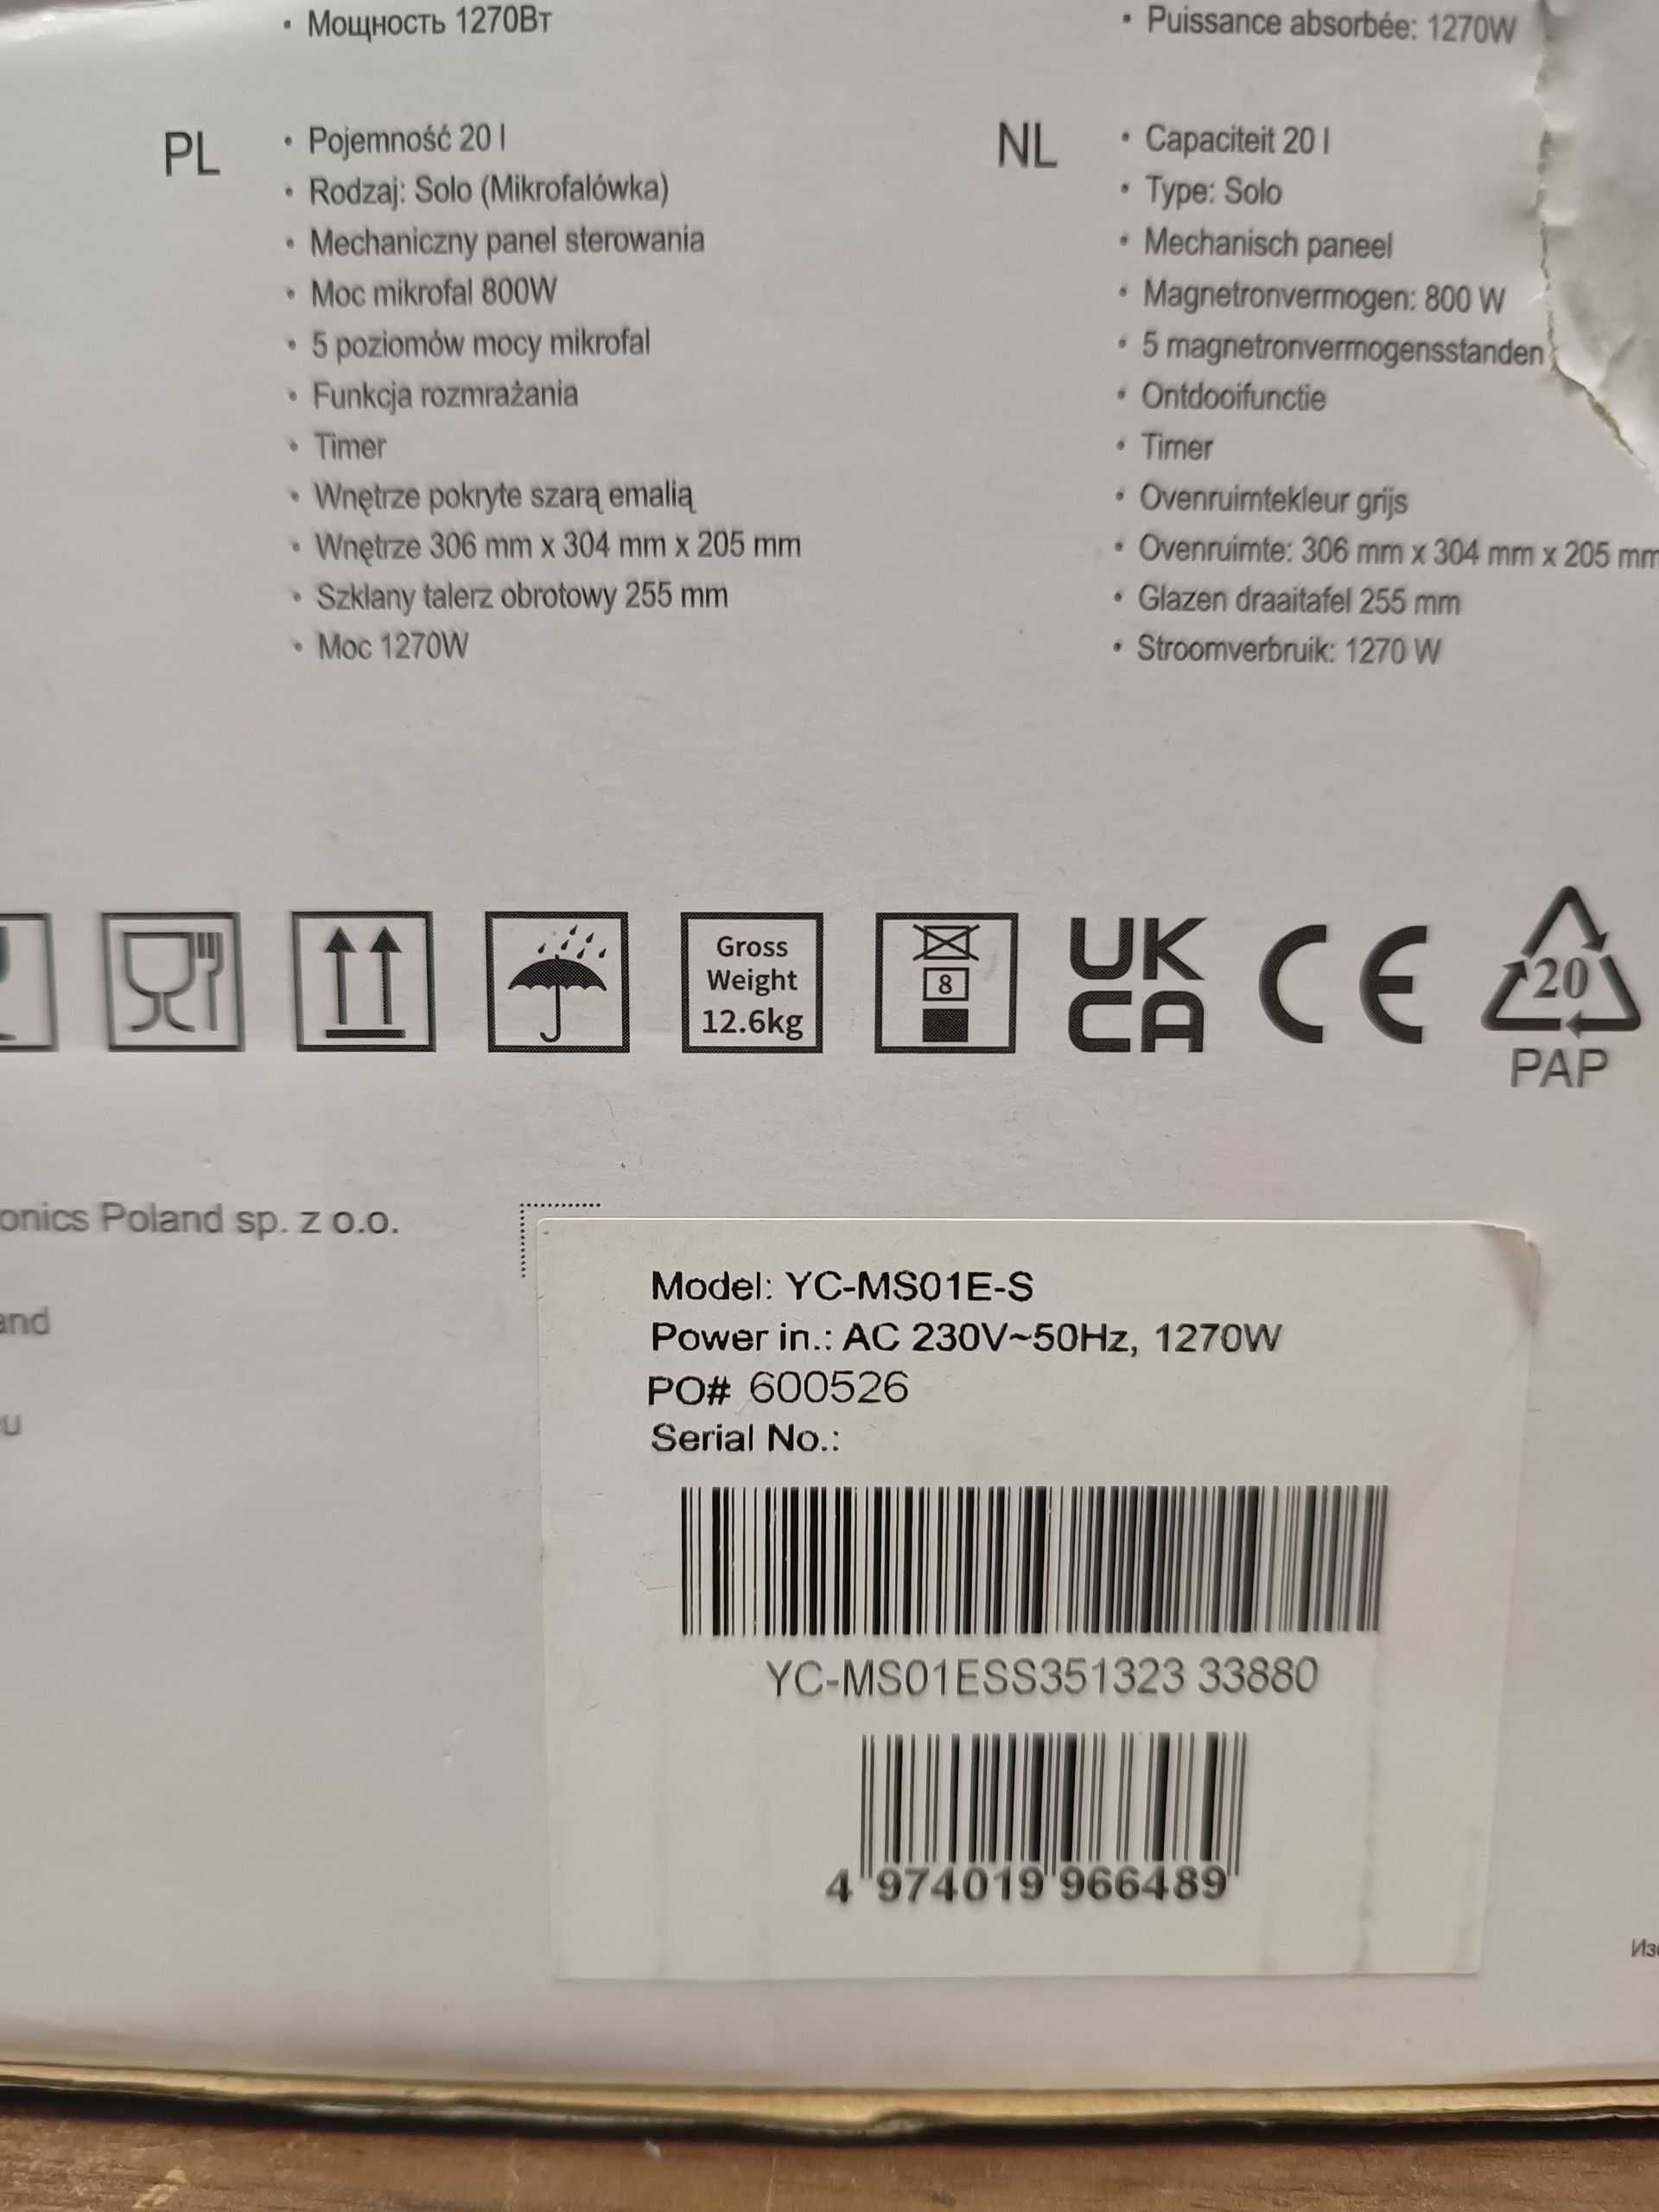 • Мощность 1270Вт
• Puissance absorbée: 1270W
PL
• Pojemność 20 l
• Rodzaj: Solo (Mikrofalówka)
• Mechaniczny panel sterowania
• Moc mikrofal 800W
• 5 poziomów mocy mikrofal
• Funkcja rozmrażania
• Timer
• Wnętrze pokryte szarą emalią
• Wnętrze 306 mm x 304 mm x 205 mm
• Szklany talerz obrotowy 255 mm
• Moc 1270W
NL
• Capaciteit 20 l
• Type: Solo
• Mechanisch paneel
• Magnetronvermogen: 800 W
• 5 magnetronvermogensstanden
• Ontdooifunctie
• Timer
• Ovenruimtekleur grijs
• Ovenruimte: 306 mm x 304 mm x 205 mm
• Glazen draaitafel 255 mm
• Stroomverbruik: 1270 W
Gross
Weight
12.6kg
8
UK
CA
CE
20
PAP
onics Poland sp. z o.o.
and
u
Model: YC-MS01E-S
Power in.: AC 230V~50Hz, 1270W
PO# 600526
Serial No.:
YC-MS01ESS351323 33880
4 974019 966489